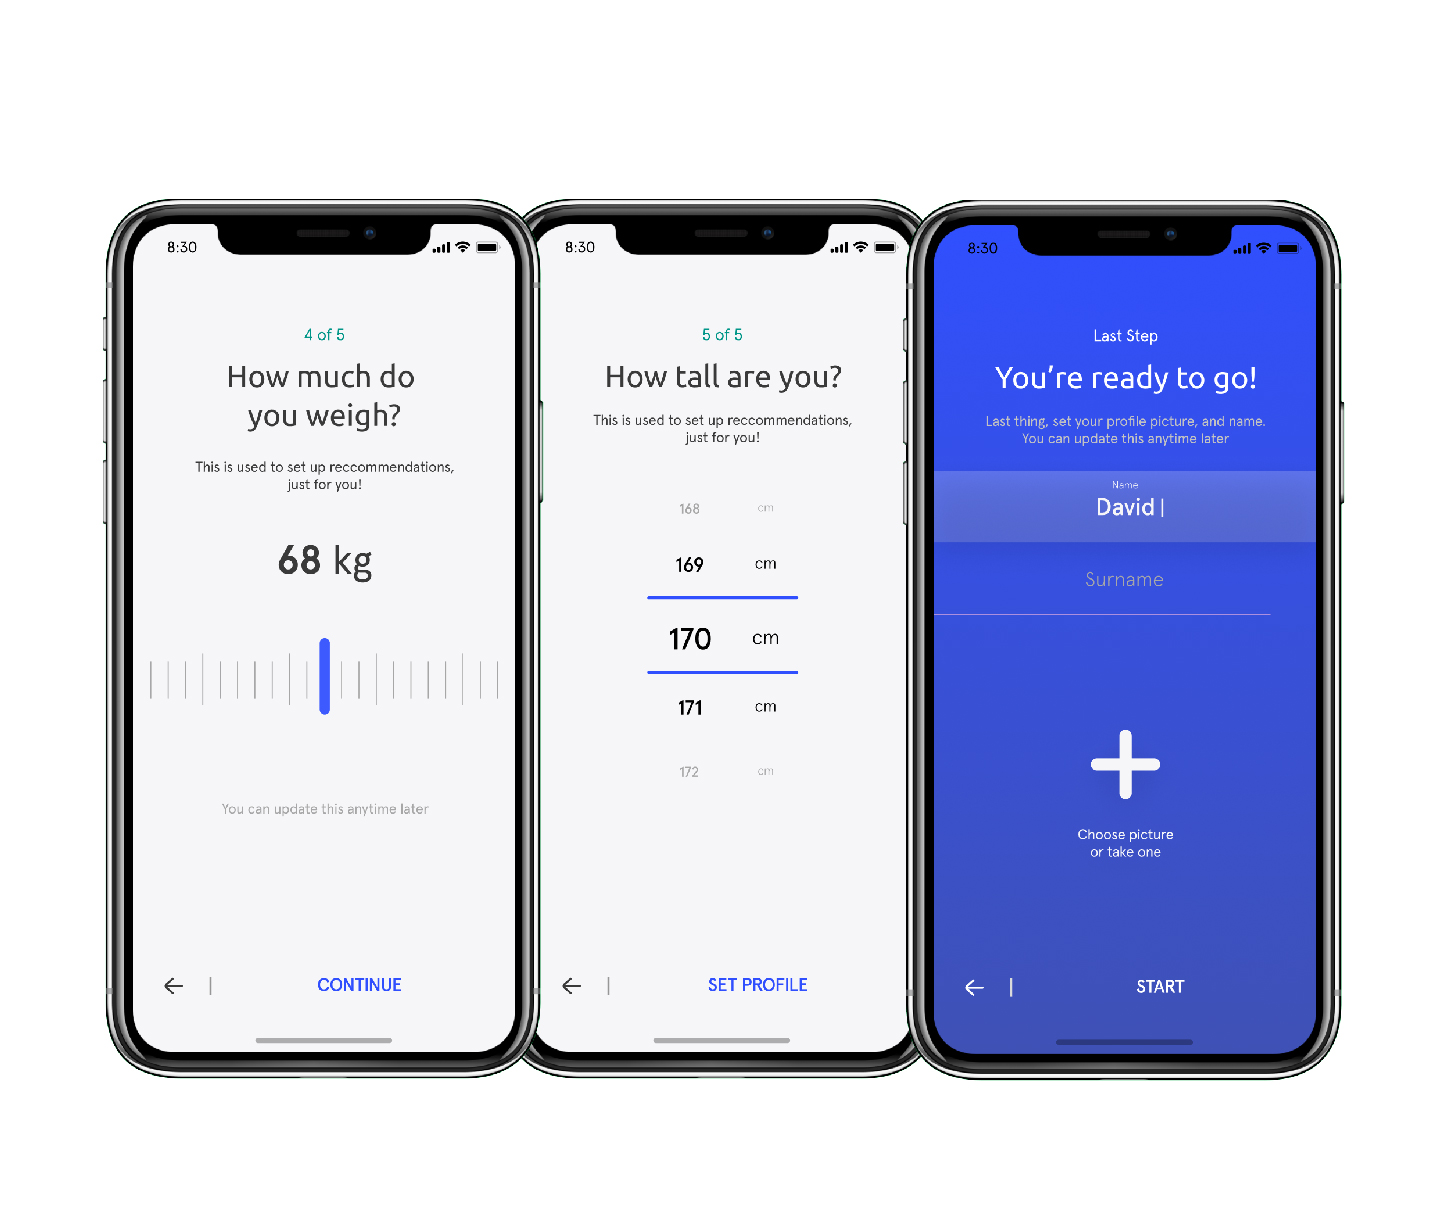 8:30
4 of 5
How much do
you weigh?
This is used to set up reccommendations,
just for you!
68 kg
You can update this anytime later
CONTINUE
8:30
5 of 5
How tall are you?
This is used to set up reccommendations,
just for you!
168 cm
169 cm
170 cm
171 cm
172 cm
SET PROFILE
8:30
Last Step
You're ready to go!
Last thing, set your profile picture, and name.
You can update this anytime later
Name
David
Surname
Choose picture
or take one
START